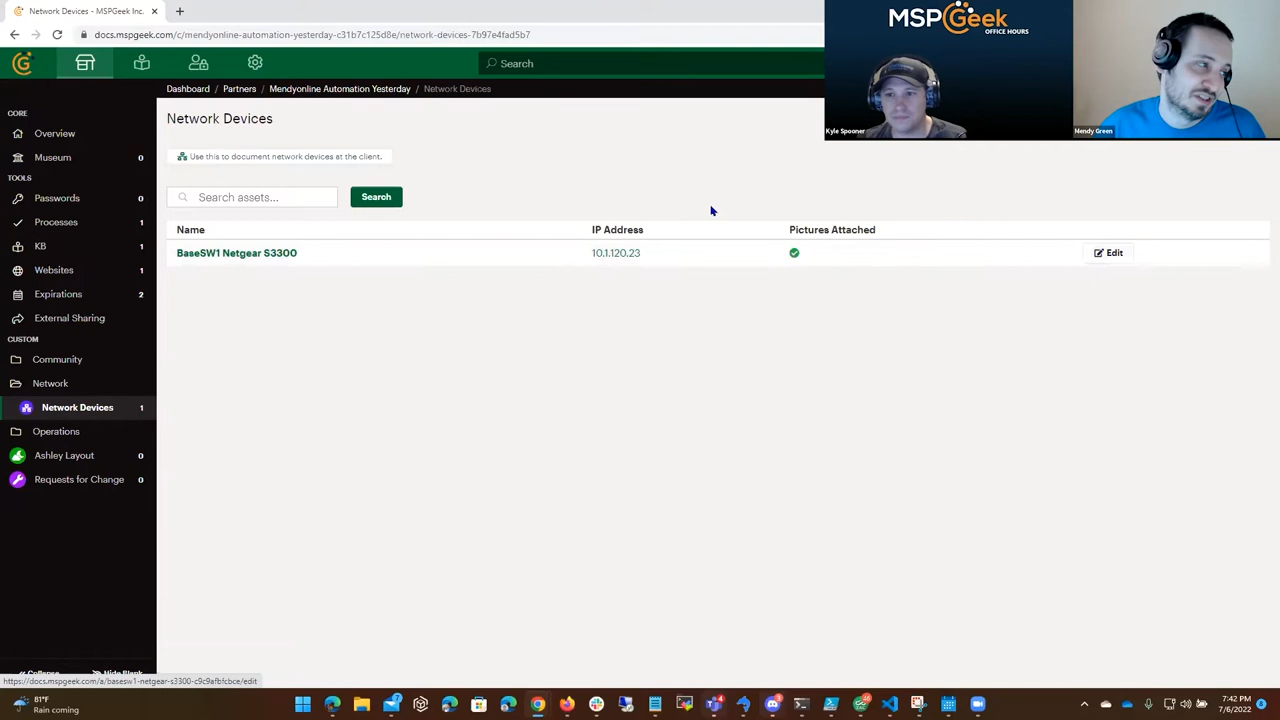 Network Devices - MSPGeek Inc.
docs.mspgeek.com/c/mendyonline-automation-yesterday-c31b7c125d8e/network-devices-7b97e4fad5b7
Search
MSPGeek
OFFICE HOURS
Kyle Spooner
Mendy Green
Dashboard / Partners / Mendyonline Automation Yesterday / Network Devices
CORE
Overview
Museum 0
TOOLS
Passwords 0
Processes 1
KB 1
Websites 1
Expirations 2
External Sharing
CUSTOM
Community
Network
Network Devices 1
Operations
Ashley Layout 0
Requests for Change 0
Collapse Hide Blank
Network Devices
Use this to document network devices at the client.
Search assets... Search
Name IP Address Pictures Attached
BaseSW1 Netgear S3300 10.1.120.23 Edit
https://docs.mspgeek.com/a/basesw1-netgear-s3300-c9c9afbfcbce/edit
81°F
Rain coming
7:42 PM
7/6/2022